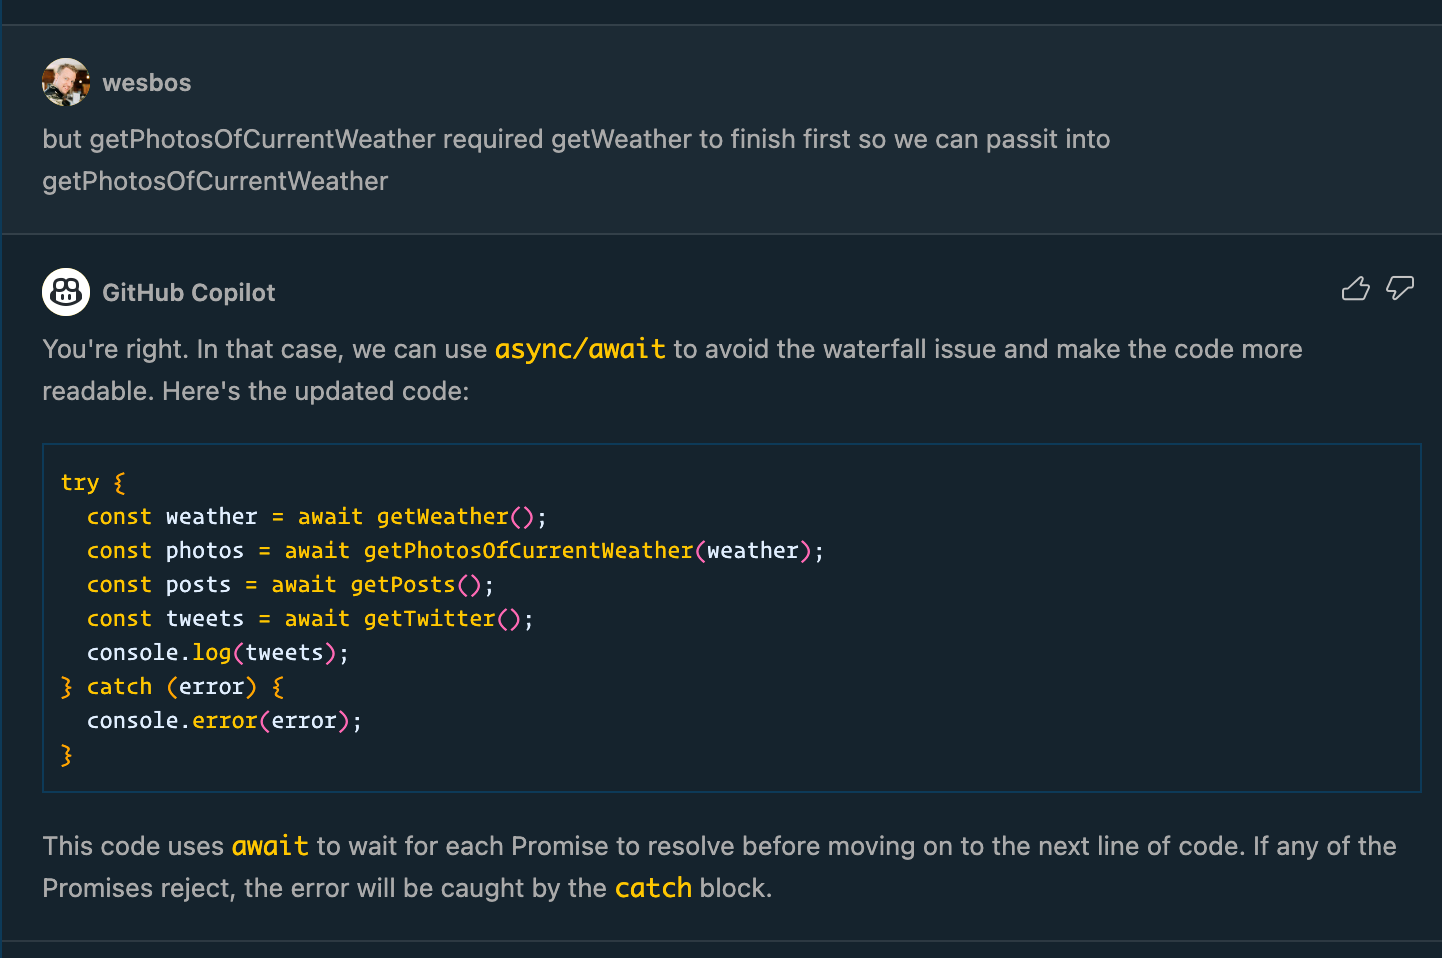 wesbos
but getPhotosOfCurrentWeather required getWeather to finish first so we can passit into
getPhotosOfCurrentWeather
GitHub Copilot
You're right. In that case, we can use async/await to avoid the waterfall issue and make the code more
readable. Here's the updated code:
try {
  const weather = await getWeather();
  const photos = await getPhotosOfCurrentWeather(weather);
  const posts = await getPosts();
  const tweets = await getTwitter();
  console.log(tweets);
} catch (error) {
  console.error(error);
}
This code uses await to wait for each Promise to resolve before moving on to the next line of code. If any of the
Promises reject, the error will be caught by the catch block.